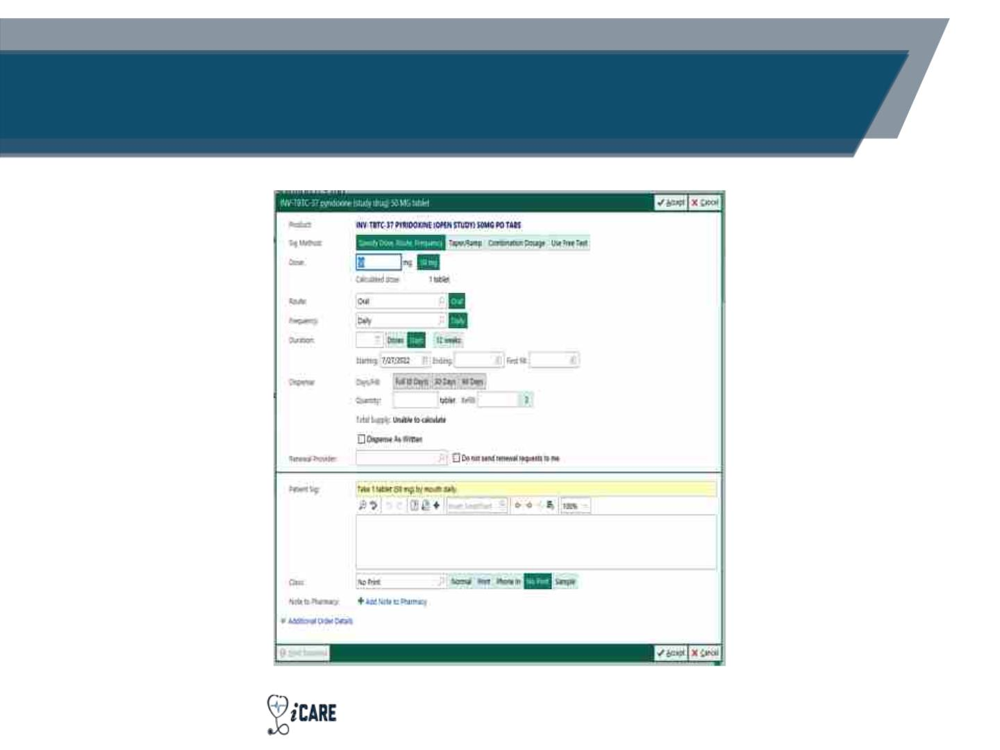 INV-TBTC-37 pyridoxine (study drug) 50 MG tablet Accept Cancel
Product: INV-TBTC-37 PYRIDOXINE (OPEN STUDY) 50MG PO TABS
Sig Method: Specify Dose, Route, Frequency Taper/Ramp Combination Dosage Use Free Text
Dose: 50 mg 50 mg
Calculated dose: 1 tablet
Route: Oral Oral
Frequency: Daily Daily
Duration: Doses Days 12 weeks
Starting: 7/27/2022 Ending: First fill:
Dispense: Days/Fill: Full (0 Days) 30 Days 90 Days
Quantity: tablet Refill: 3
Total Supply: Unable to calculate
Dispense As Written
Renewal Provider: Do not send renewal requests to me
Patient Sig: Take 1 tablet (50 mg) by mouth daily.
Insert SmartText 100%
Class: No Print Normal Print Phone In No Print Sample
Note to Pharmacy: Add Note to Pharmacy
Additional Order Details
Accept Cancel
iCARE